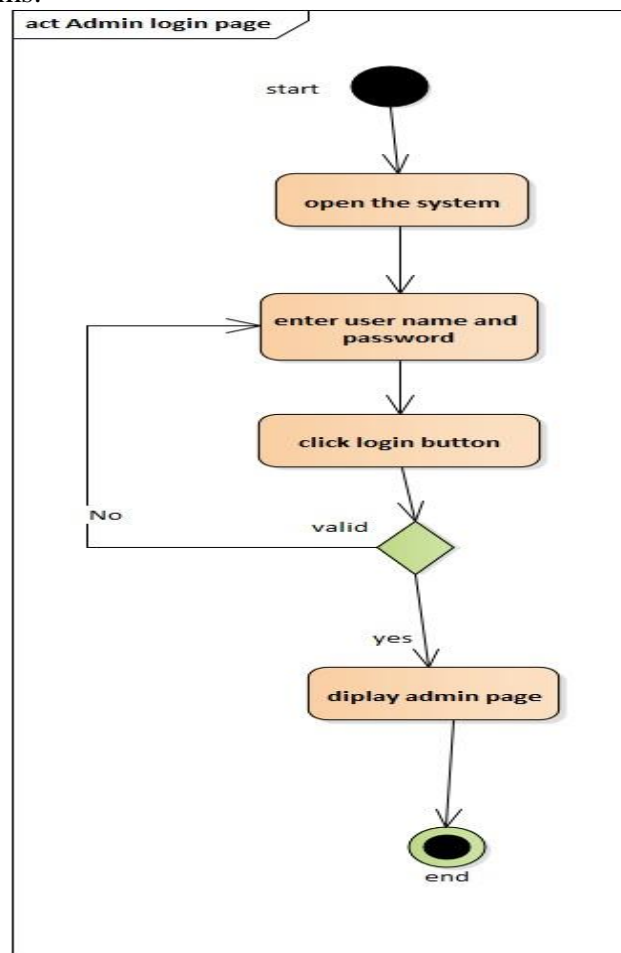 act Admin login page
start
open the system
enter user name and
password
click login button
valid
No
yes
diplay admin page
end